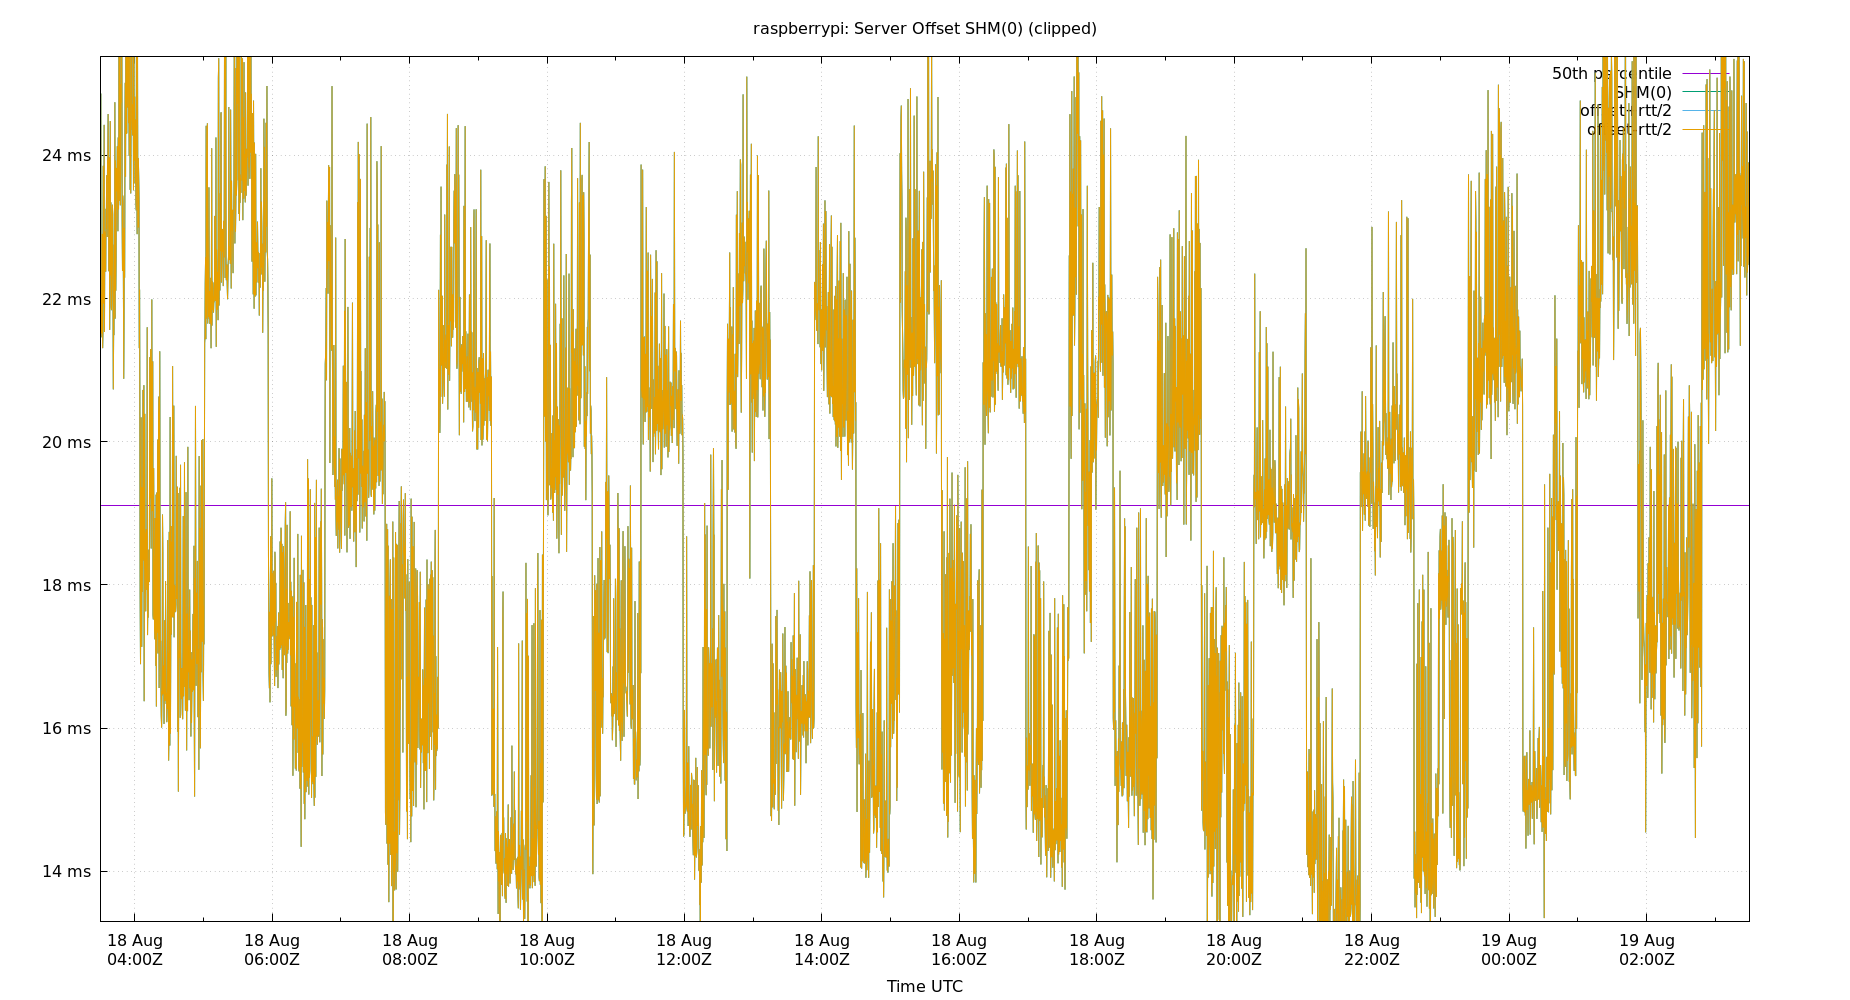 raspberrypi: Server Offset SHM(0) (clipped)
50th percentile
SHM(0)
offset+rtt/2
offset-rtt/2
24 ms
22 ms
20 ms
18 ms
16 ms
14 ms
18 Aug 18 Aug 18 Aug 18 Aug 18 Aug 18 Aug 18 Aug 18 Aug 18 Aug 18 Aug 19 Aug 19 Aug
04:00Z 06:00Z 08:00Z 10:00Z 12:00Z 14:00Z 16:00Z 18:00Z 20:00Z 22:00Z 00:00Z 02:00Z
Time UTC